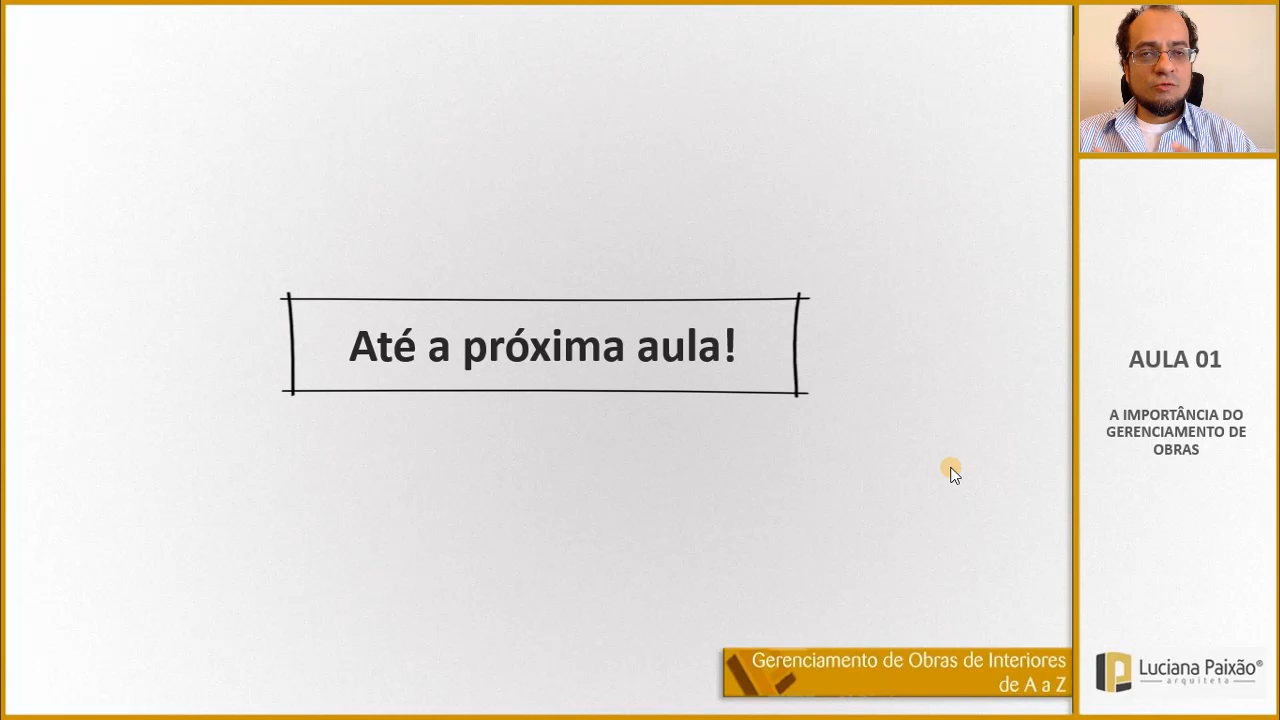 Até a próxima aula!
AULA 01
A IMPORTÂNCIA DO
GERENCIAMENTO DE
OBRAS
Gerenciamento de Obras de Interiores
de A a Z
Luciana Paixão®
arquiteta